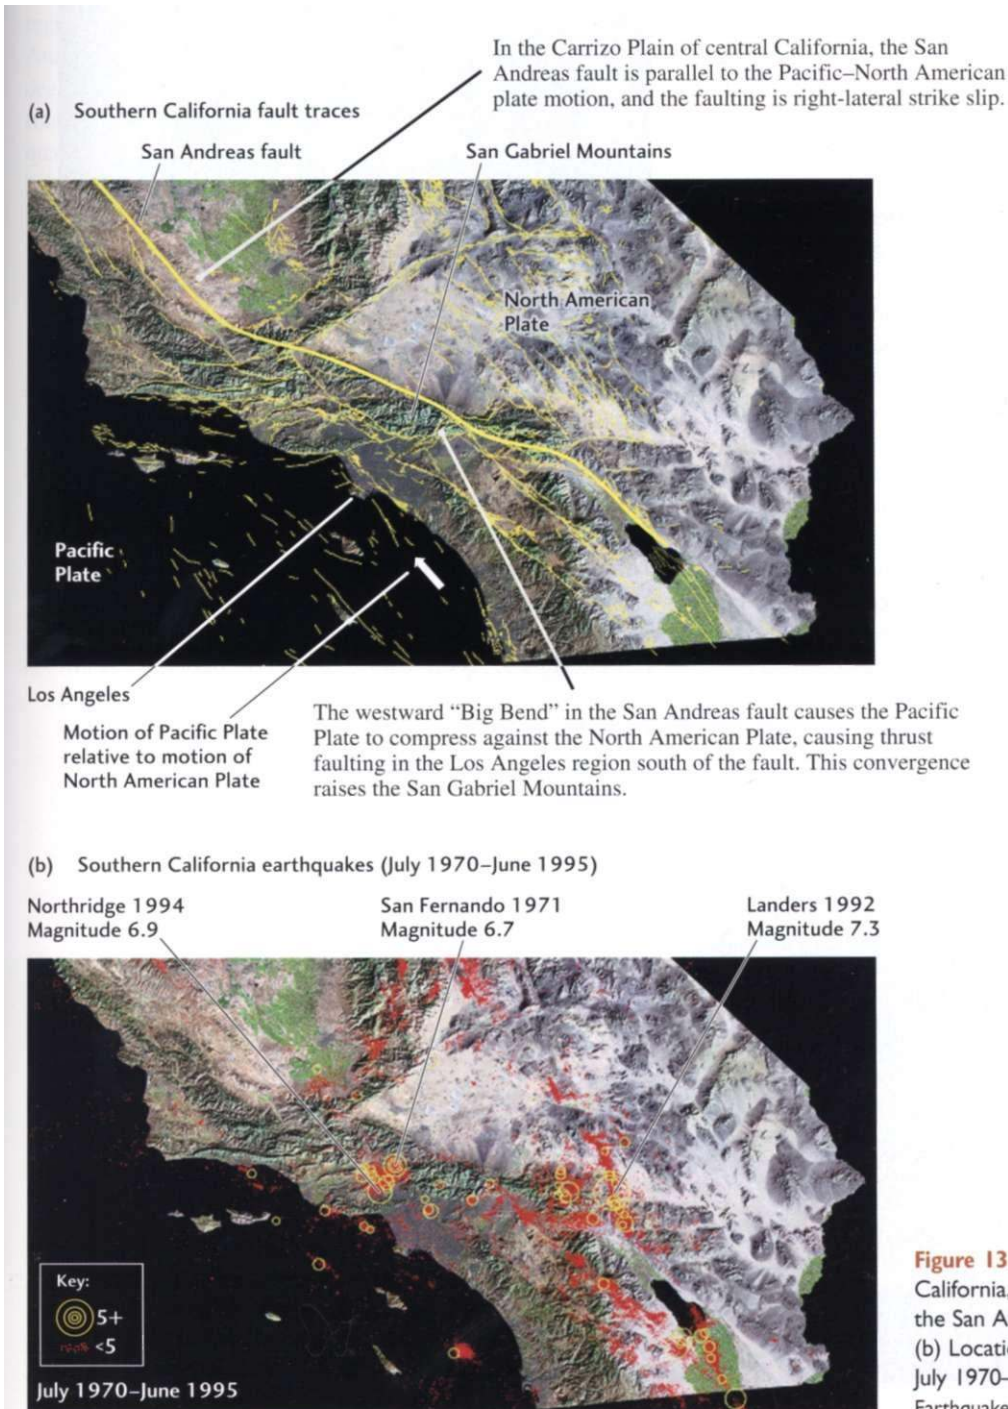 In the Carrizo Plain of central California, the San
Andreas fault is parallel to the Pacific–North American
plate motion, and the faulting is right-lateral strike slip.
(a) Southern California fault traces
San Andreas fault
San Gabriel Mountains
North American
Plate
Pacific
Plate
Los Angeles
Motion of Pacific Plate
relative to motion of
North American Plate
The westward “Big Bend” in the San Andreas fault causes the Pacific
Plate to compress against the North American Plate, causing thrust
faulting in the Los Angeles region south of the fault. This convergence
raises the San Gabriel Mountains.
(b) Southern California earthquakes (July 1970–June 1995)
Northridge 1994
Magnitude 6.9
San Fernando 1971
Magnitude 6.7
Landers 1992
Magnitude 7.3
Key:
5+
<5
July 1970–June 1995
Figure 13
California
the San A
(b) Locati
July 1970–
Earthquake